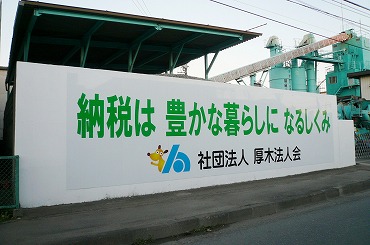 納税は 豊かな暮らしに なるしくみ
社団法人 厚木法人会